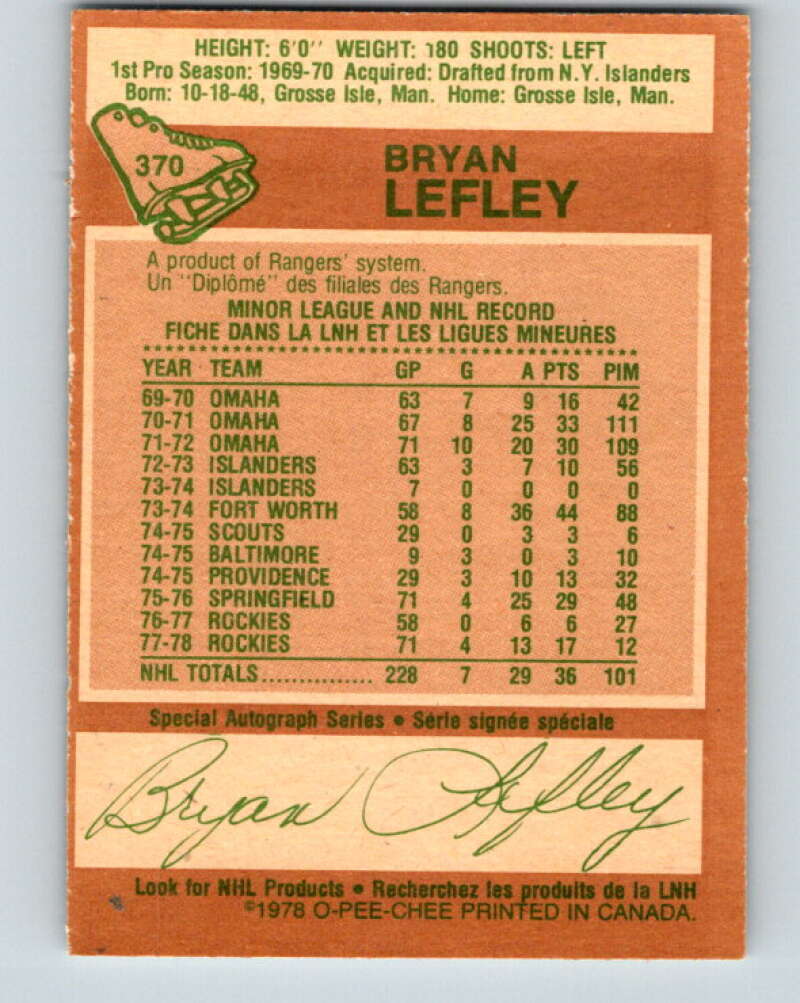 HEIGHT: 6'0'' WEIGHT: 180 SHOOTS: LEFT
1st Pro Season: 1969-70 Acquired: Drafted from N.Y. Islanders
Born: 10-18-48, Grosse Isle, Man. Home: Grosse Isle, Man.
370
BRYAN
LEFLEY
A product of Rangers' system.
Un "Diplômé" des filiales des Rangers.
MINOR LEAGUE AND NHL RECORD
FICHE DANS LA LNH ET LES LIGUES MINEURES
YEAR TEAM GP G A PTS PIM
69-70 OMAHA 63 7 9 16 42
70-71 OMAHA 67 8 25 33 111
71-72 OMAHA 71 10 20 30 109
72-73 ISLANDERS 63 3 7 10 56
73-74 ISLANDERS 7 0 0 0 0
73-74 FORT WORTH 58 8 36 44 88
74-75 SCOUTS 29 0 3 3 6
74-75 BALTIMORE 9 3 0 3 10
74-75 PROVIDENCE 29 3 10 13 32
75-76 SPRINGFIELD 71 4 25 29 48
76-77 ROCKIES 58 0 6 6 27
77-78 ROCKIES 71 4 13 17 12
NHL TOTALS............... 228 7 29 36 101
Special Autograph Series • Série signée spéciale
Bryan Lefley
Look for NHL Products • Recherchez les produits de la LNH
©1978 O-PEE-CHEE PRINTED IN CANADA.